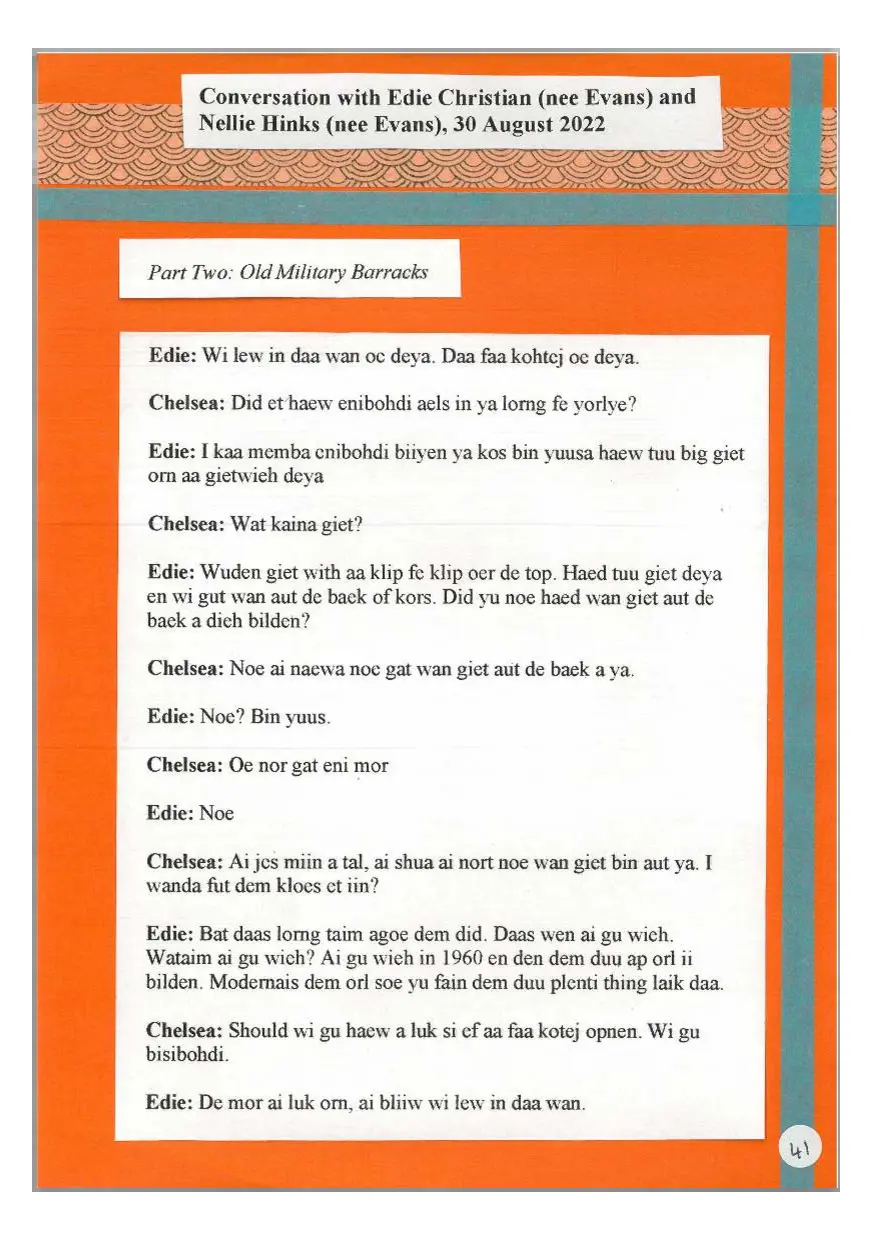 Conversation with Edie Christian (nee Evans) and
Nellie Hinks (nee Evans), 30 August 2022
Part Two: Old Military Barracks
Edie: Wi lew in daa wan oe deya. Daa faa kohtej oe deya.
Chelsea: Did et haew enibohdi aels in ya lorng fe yorlye?
Edie: I kaa memba enibohdi biiyen ya kos bin yuusa haew tuu big giet
orn aa gietwieh deya
Chelsea: Wat kaina giet?
Edie: Wuden giet with aa klip fe klip oer de top. Haed tuu giet deya
en wi gut wan aut de baek of kors. Did yu noe haed wan giet aut de
baek a dieh bilden?
Chelsea: Noe ai naewa noe gat wan giet aut de baek a ya.
Edie: Noe? Bin yuus.
Chelsea: Oe nor gat eni mor
Edie: Noe
Chelsea: Ai jes miin a tal, ai shua ai nort noe wan giet bin aut ya. I
wanda fut dem kloes et iin?
Edie: Bat daas lorng taim agoe dem did. Daas wen ai gu wieh.
Wataim ai gu wieh? Ai gu wieh in 1960 en den dem duu ap orl ii
bilden. Modernais dem orl soe yu fain dem duu plenti thing laik daa.
Chelsea: Should wi gu haew a luk si ef aa faa kotej opnen. Wi gu
bisibohdi.
Edie: De mor ai luk orn, ai bliiw wi lew in daa wan.
41